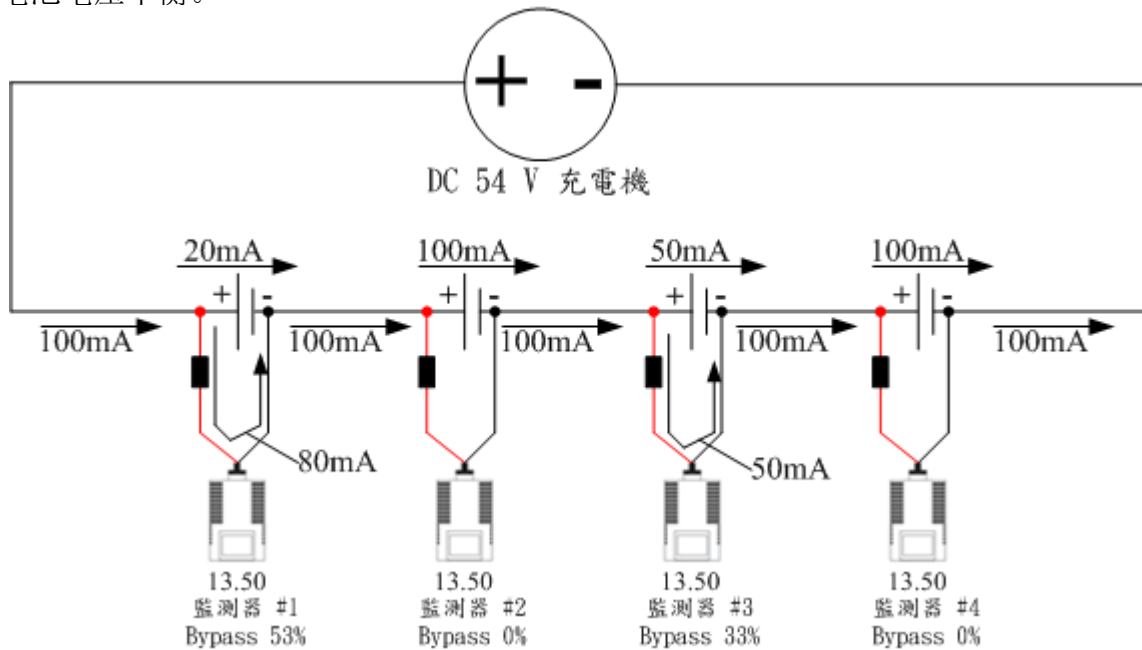 + -
DC 54 V 充電機
20mA 100mA 50mA 100mA
+ - + - + - + -
100mA 100mA 100mA 100mA 100mA
80mA 50mA
13.50 13.50 13.50 13.50
監測器 #1 監測器 #2 監測器 #3 監測器 #4
Bypass 53% Bypass 0% Bypass 33% Bypass 0%